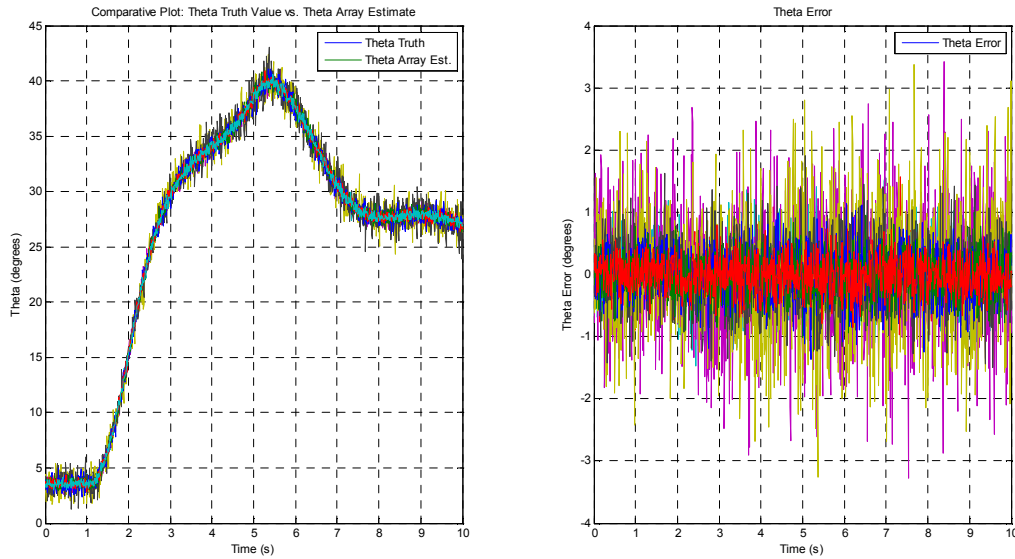 Comparative Plot: Theta Truth Value vs. Theta Array Estimate
Theta (degrees)
45
40
35
30
25
20
15
10
5
0
Theta Truth
Theta Array Est.
0 1 2 3 4 5 6 7 8 9 10
Time (s)
Theta Error
Theta Error (degrees)
4
3
2
1
0
-1
-2
-3
-4
Theta Error
0 1 2 3 4 5 6 7 8 9 10
Time (s)